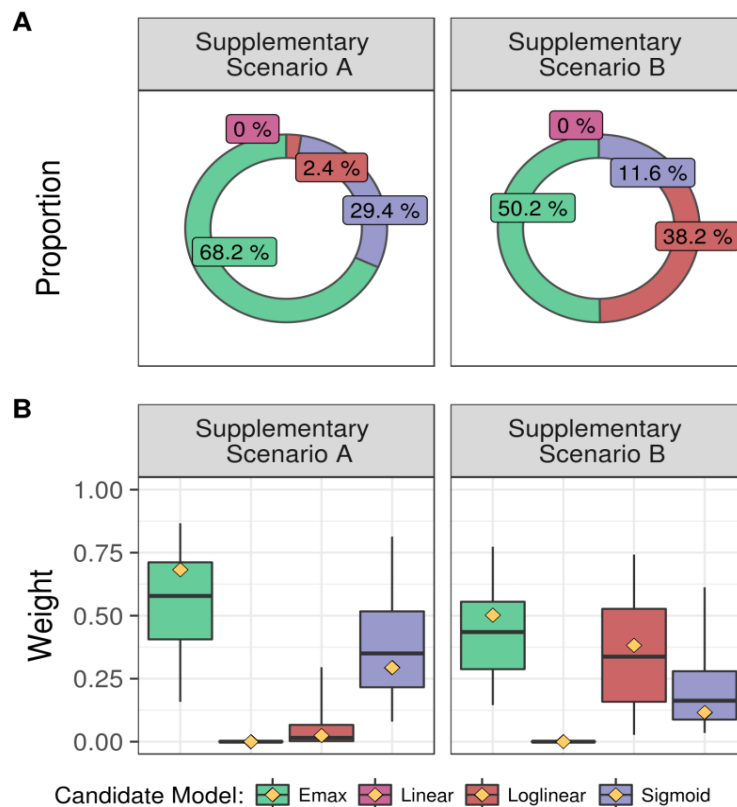 A
Supplementary
Scenario A
Supplementary
Scenario B
Proportion
0 %
2.4 %
29.4 %
68.2 %
0 %
11.6 %
50.2 %
38.2 %
B
Supplementary
Scenario A
Supplementary
Scenario B
Weight
1.00
0.75
0.50
0.25
0.00
Candidate Model: Emax Linear Loglinear Sigmoid